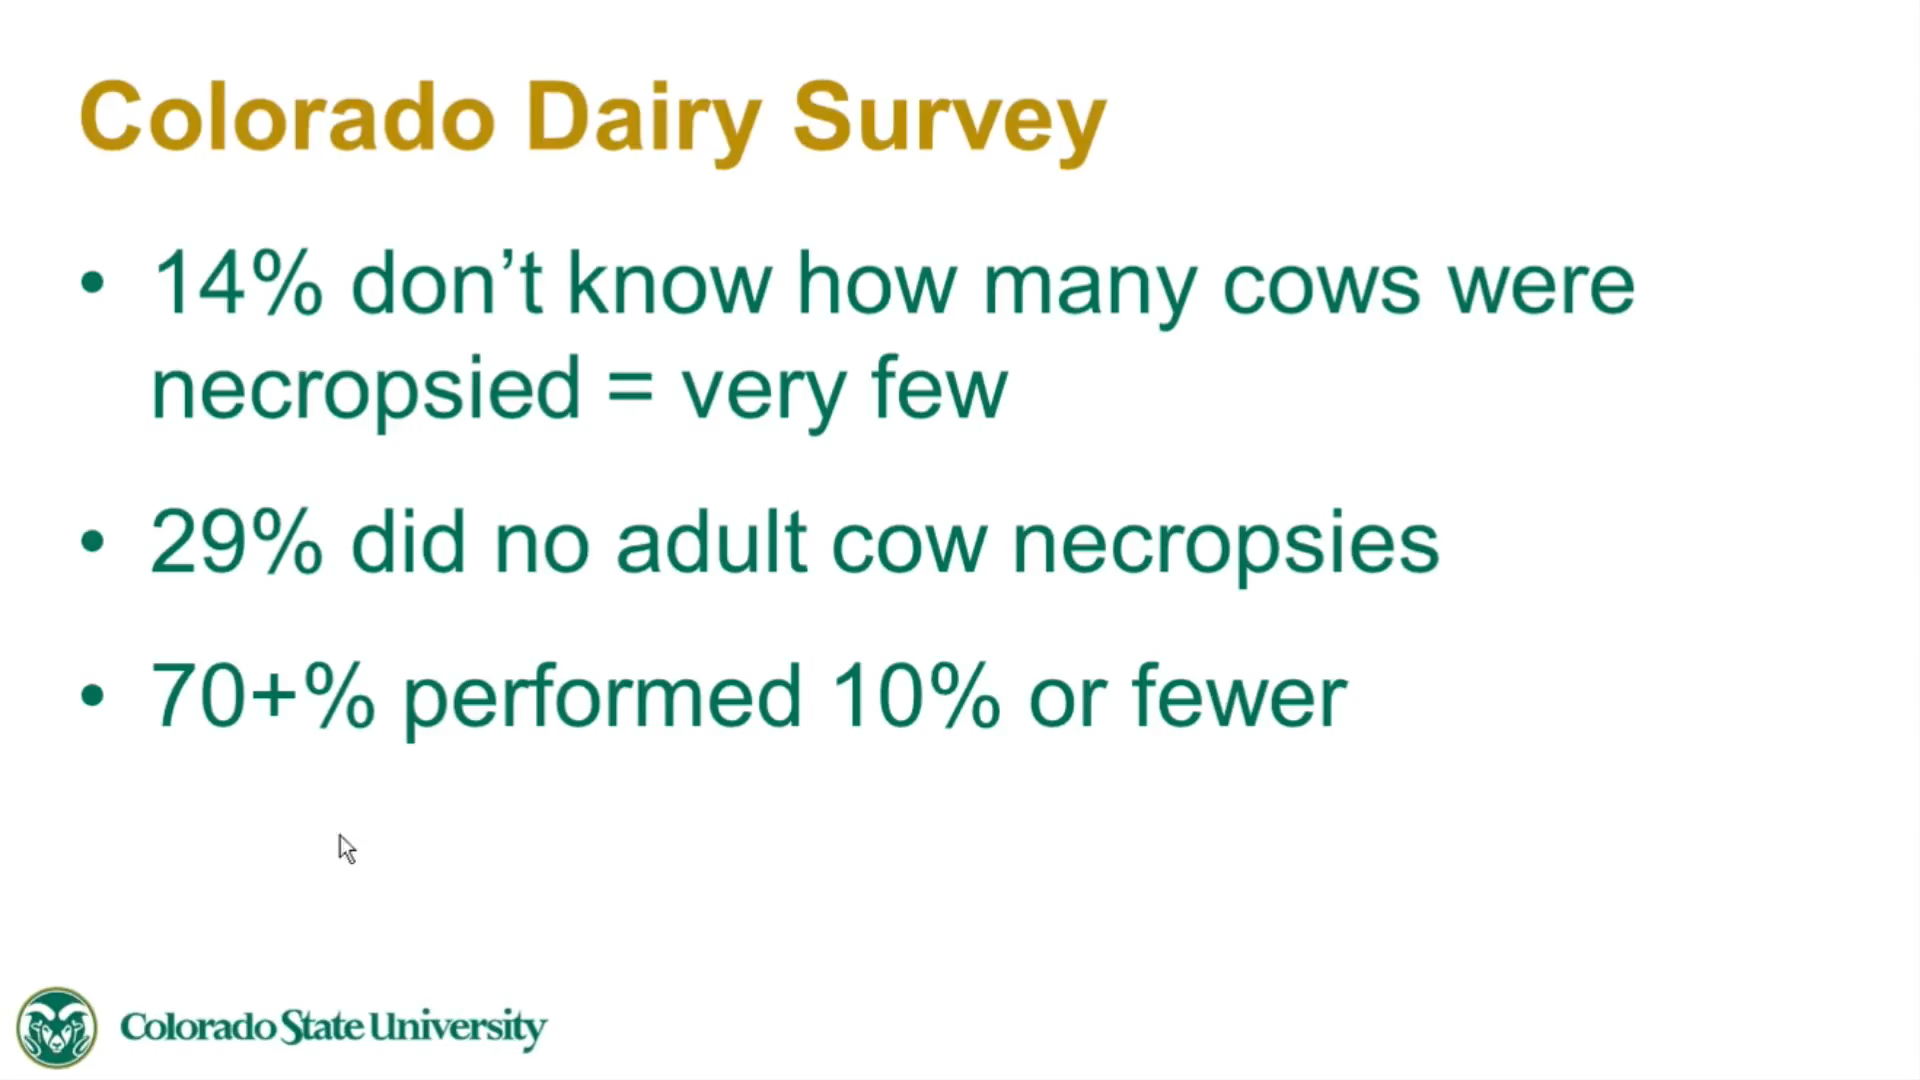 Colorado Dairy Survey
• 14% don’t know how many cows were
necropsied = very few
• 29% did no adult cow necropsies
• 70+% performed 10% or fewer
Colorado State University